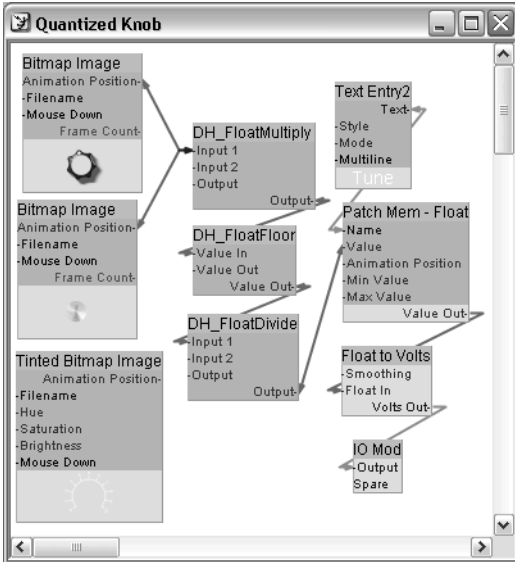 Quantized Knob
Bitmap Image
Animation Position-
-Filename
-Mouse Down
Frame Count-
Bitmap Image
Animation Position-
-Filename
-Mouse Down
Frame Count-
Tinted Bitmap Image
Animation Position-
-Filename
-Hue
-Saturation
-Brightness
-Mouse Down
DH_FloatMultiply
-Input 1
-Input 2
-Output
Output-
DH_FloatFloor
-Value In
-Value Out
Value Out-
DH_FloatDivide
-Input 1
-Input 2
-Output
Output-
Text Entry2
Text-
-Style
-Mode
-Multiline
Tune
Patch Mem - Float
-Name
-Value
-Animation Position
-Min Value
-Max Value
Value Out-
Float to Volts
-Smoothing
-Float In
Volts Out-
IO Mod
-Output
Spare